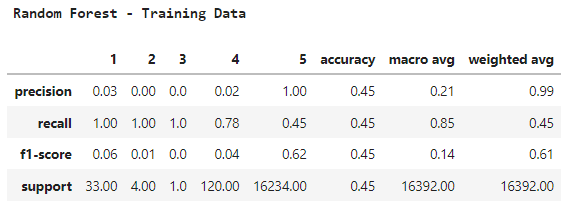 Random Forest - Training Data
1 2 3 4 5 accuracy macro avg weighted avg
precision 0.03 0.00 0.0 0.02 1.00 0.45 0.21 0.99
recall 1.00 1.00 1.0 0.78 0.45 0.45 0.85 0.45
f1-score 0.06 0.01 0.0 0.04 0.62 0.45 0.14 0.61
support 33.00 4.00 1.0 120.00 16234.00 0.45 16392.00 16392.00